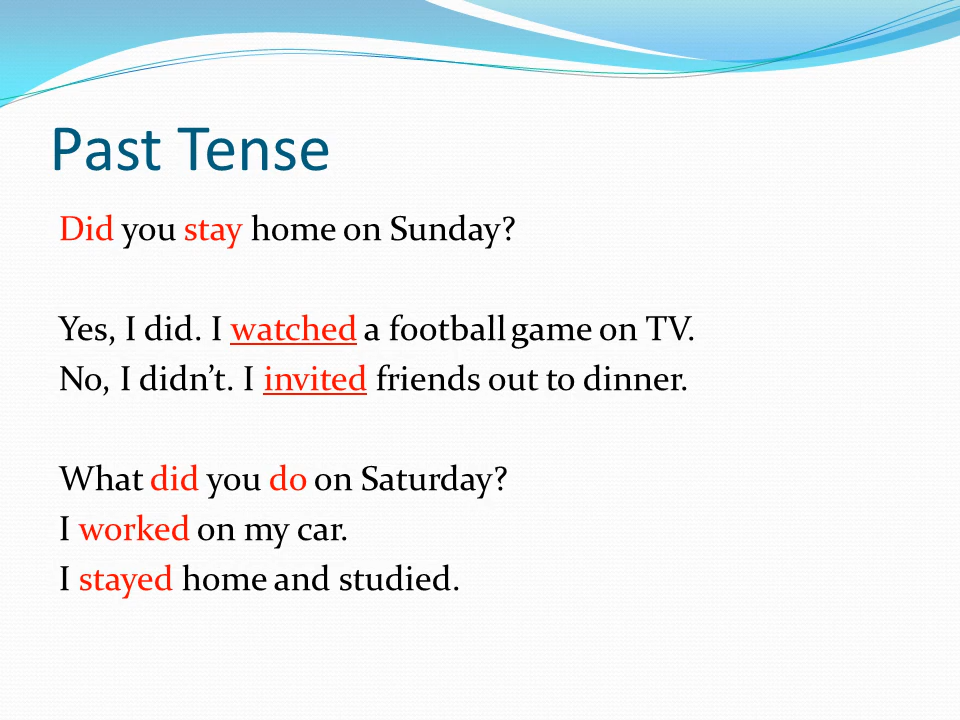 Past Tense
Did you stay home on Sunday?
Yes, I did. I watched a football game on TV.
No, I didn’t. I invited friends out to dinner.
What did you do on Saturday?
I worked on my car.
I stayed home and studied.